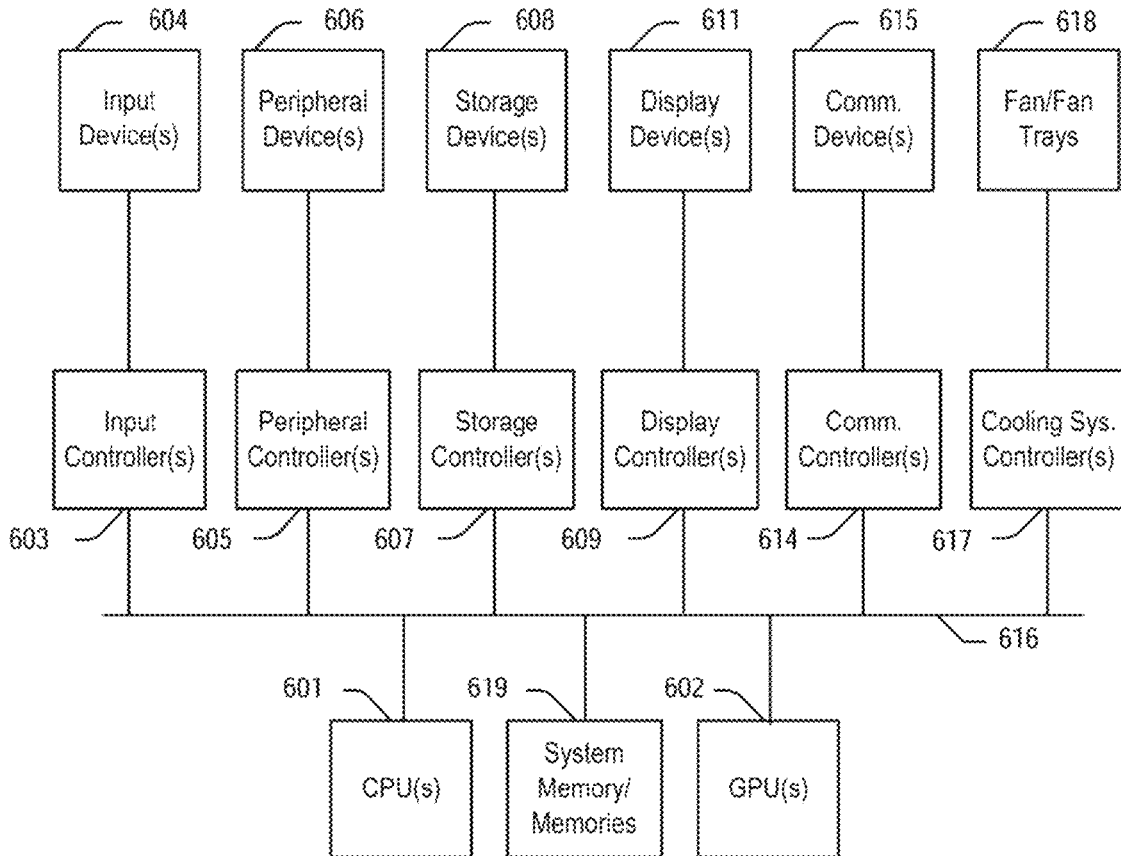 604 606 608 611 615 618
Input Peripheral Storage Display Comm. Fan/Fan
Device(s) Device(s) Device(s) Device(s) Device(s) Trays
Input Peripheral Storage Display Comm. Cooling Sys.
Controller(s) Controller(s) Controller(s) Controller(s) Controller(s) Controller(s)
603 605 607 609 614 617
616
601 619 602
System
CPU(s) Memory/ GPU(s)
Memories